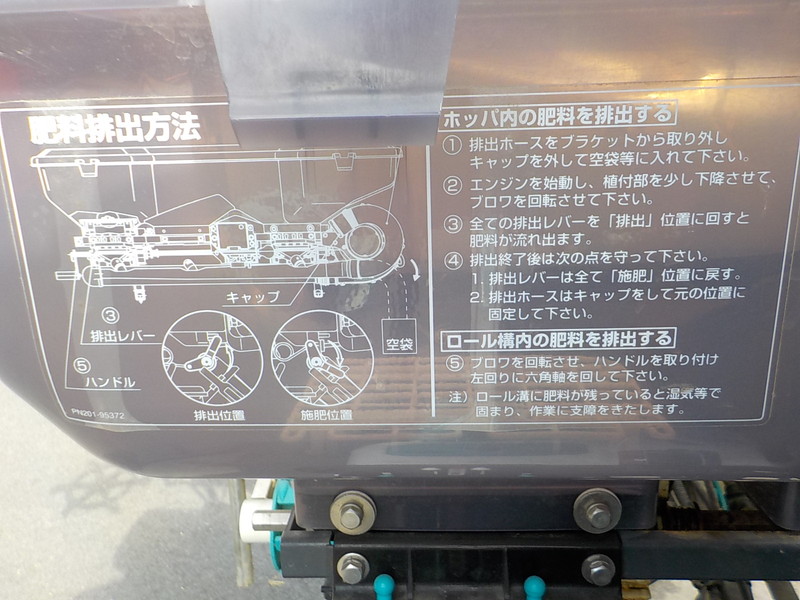 肥料排出方法
キャップ
③
排出レバー
⑤
ハンドル
空袋
排出位置
施肥位置
PN201-95372
ホッパ内の肥料を排出する
① 排出ホースをブラケットから取り外し
キャップを外して空袋等に入れて下さい。
② エンジンを始動し、植付部を少し下降させて、
ブロワを回転させて下さい。
③ 全ての排出レバーを「排出」位置に回すと
肥料が流れ出ます。
④ 排出終了後は次の点を守って下さい。
1. 排出レバーは全て「施肥」位置に戻す。
2. 排出ホースはキャップをして元の位置に
固定して下さい。
ロール構内の肥料を排出する
⑤ ブロワを回転させ、ハンドルを取り付け
左回りに六角軸を回して下さい。
注）ロール溝に肥料が残っていると湿気等で
固まり、作業に支障をきたします。